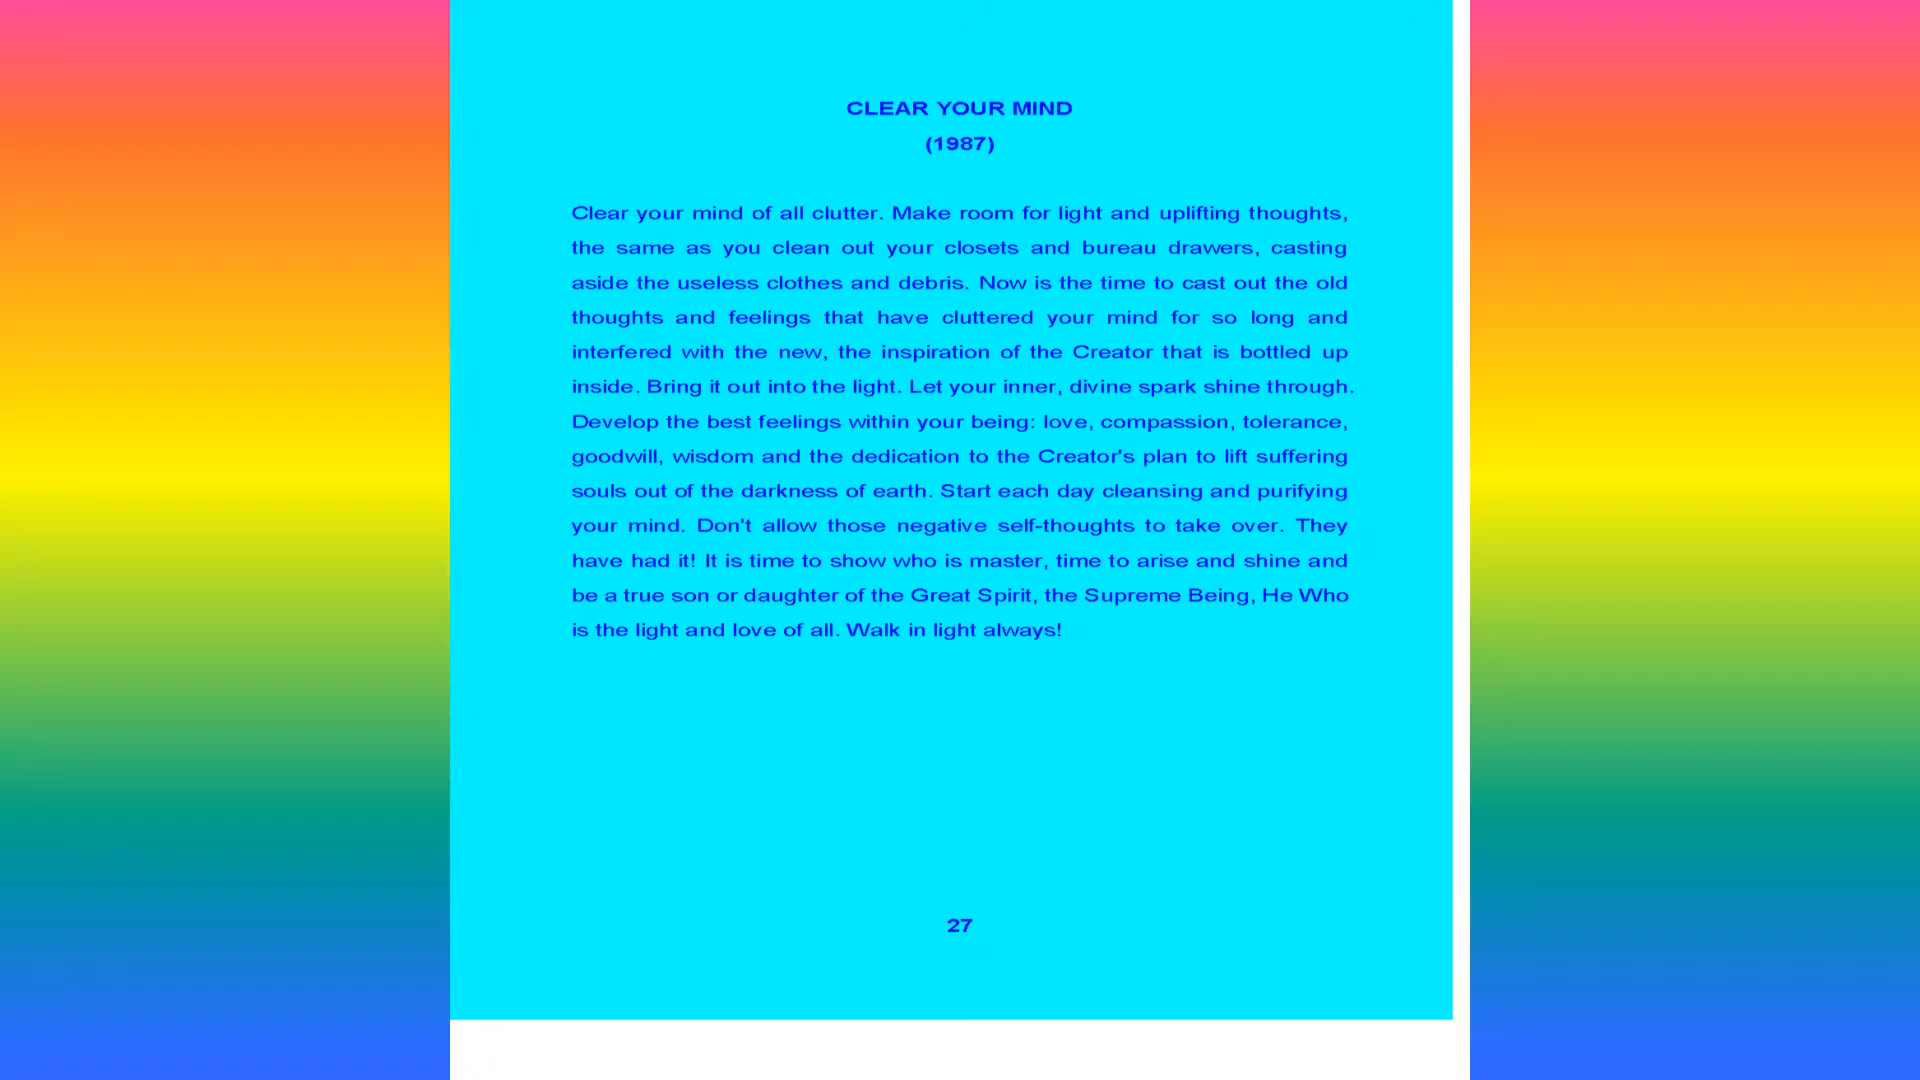 CLEAR YOUR MIND
(1987)
Clear your mind of all clutter. Make room for light and uplifting thoughts,
the same as you clean out your closets and bureau drawers, casting
aside the useless clothes and debris. Now is the time to cast out the old
thoughts and feelings that have cluttered your mind for so long and
interfered with the new, the inspiration of the Creator that is bottled up
inside. Bring it out into the light. Let your inner, divine spark shine through.
Develop the best feelings within your being: love, compassion, tolerance,
goodwill, wisdom and the dedication to the Creator's plan to lift suffering
souls out of the darkness of earth. Start each day cleansing and purifying
your mind. Don't allow those negative self-thoughts to take over. They
have had it! It is time to show who is master, time to arise and shine and
be a true son or daughter of the Great Spirit, the Supreme Being, He Who
is the light and love of all. Walk in light always!
27